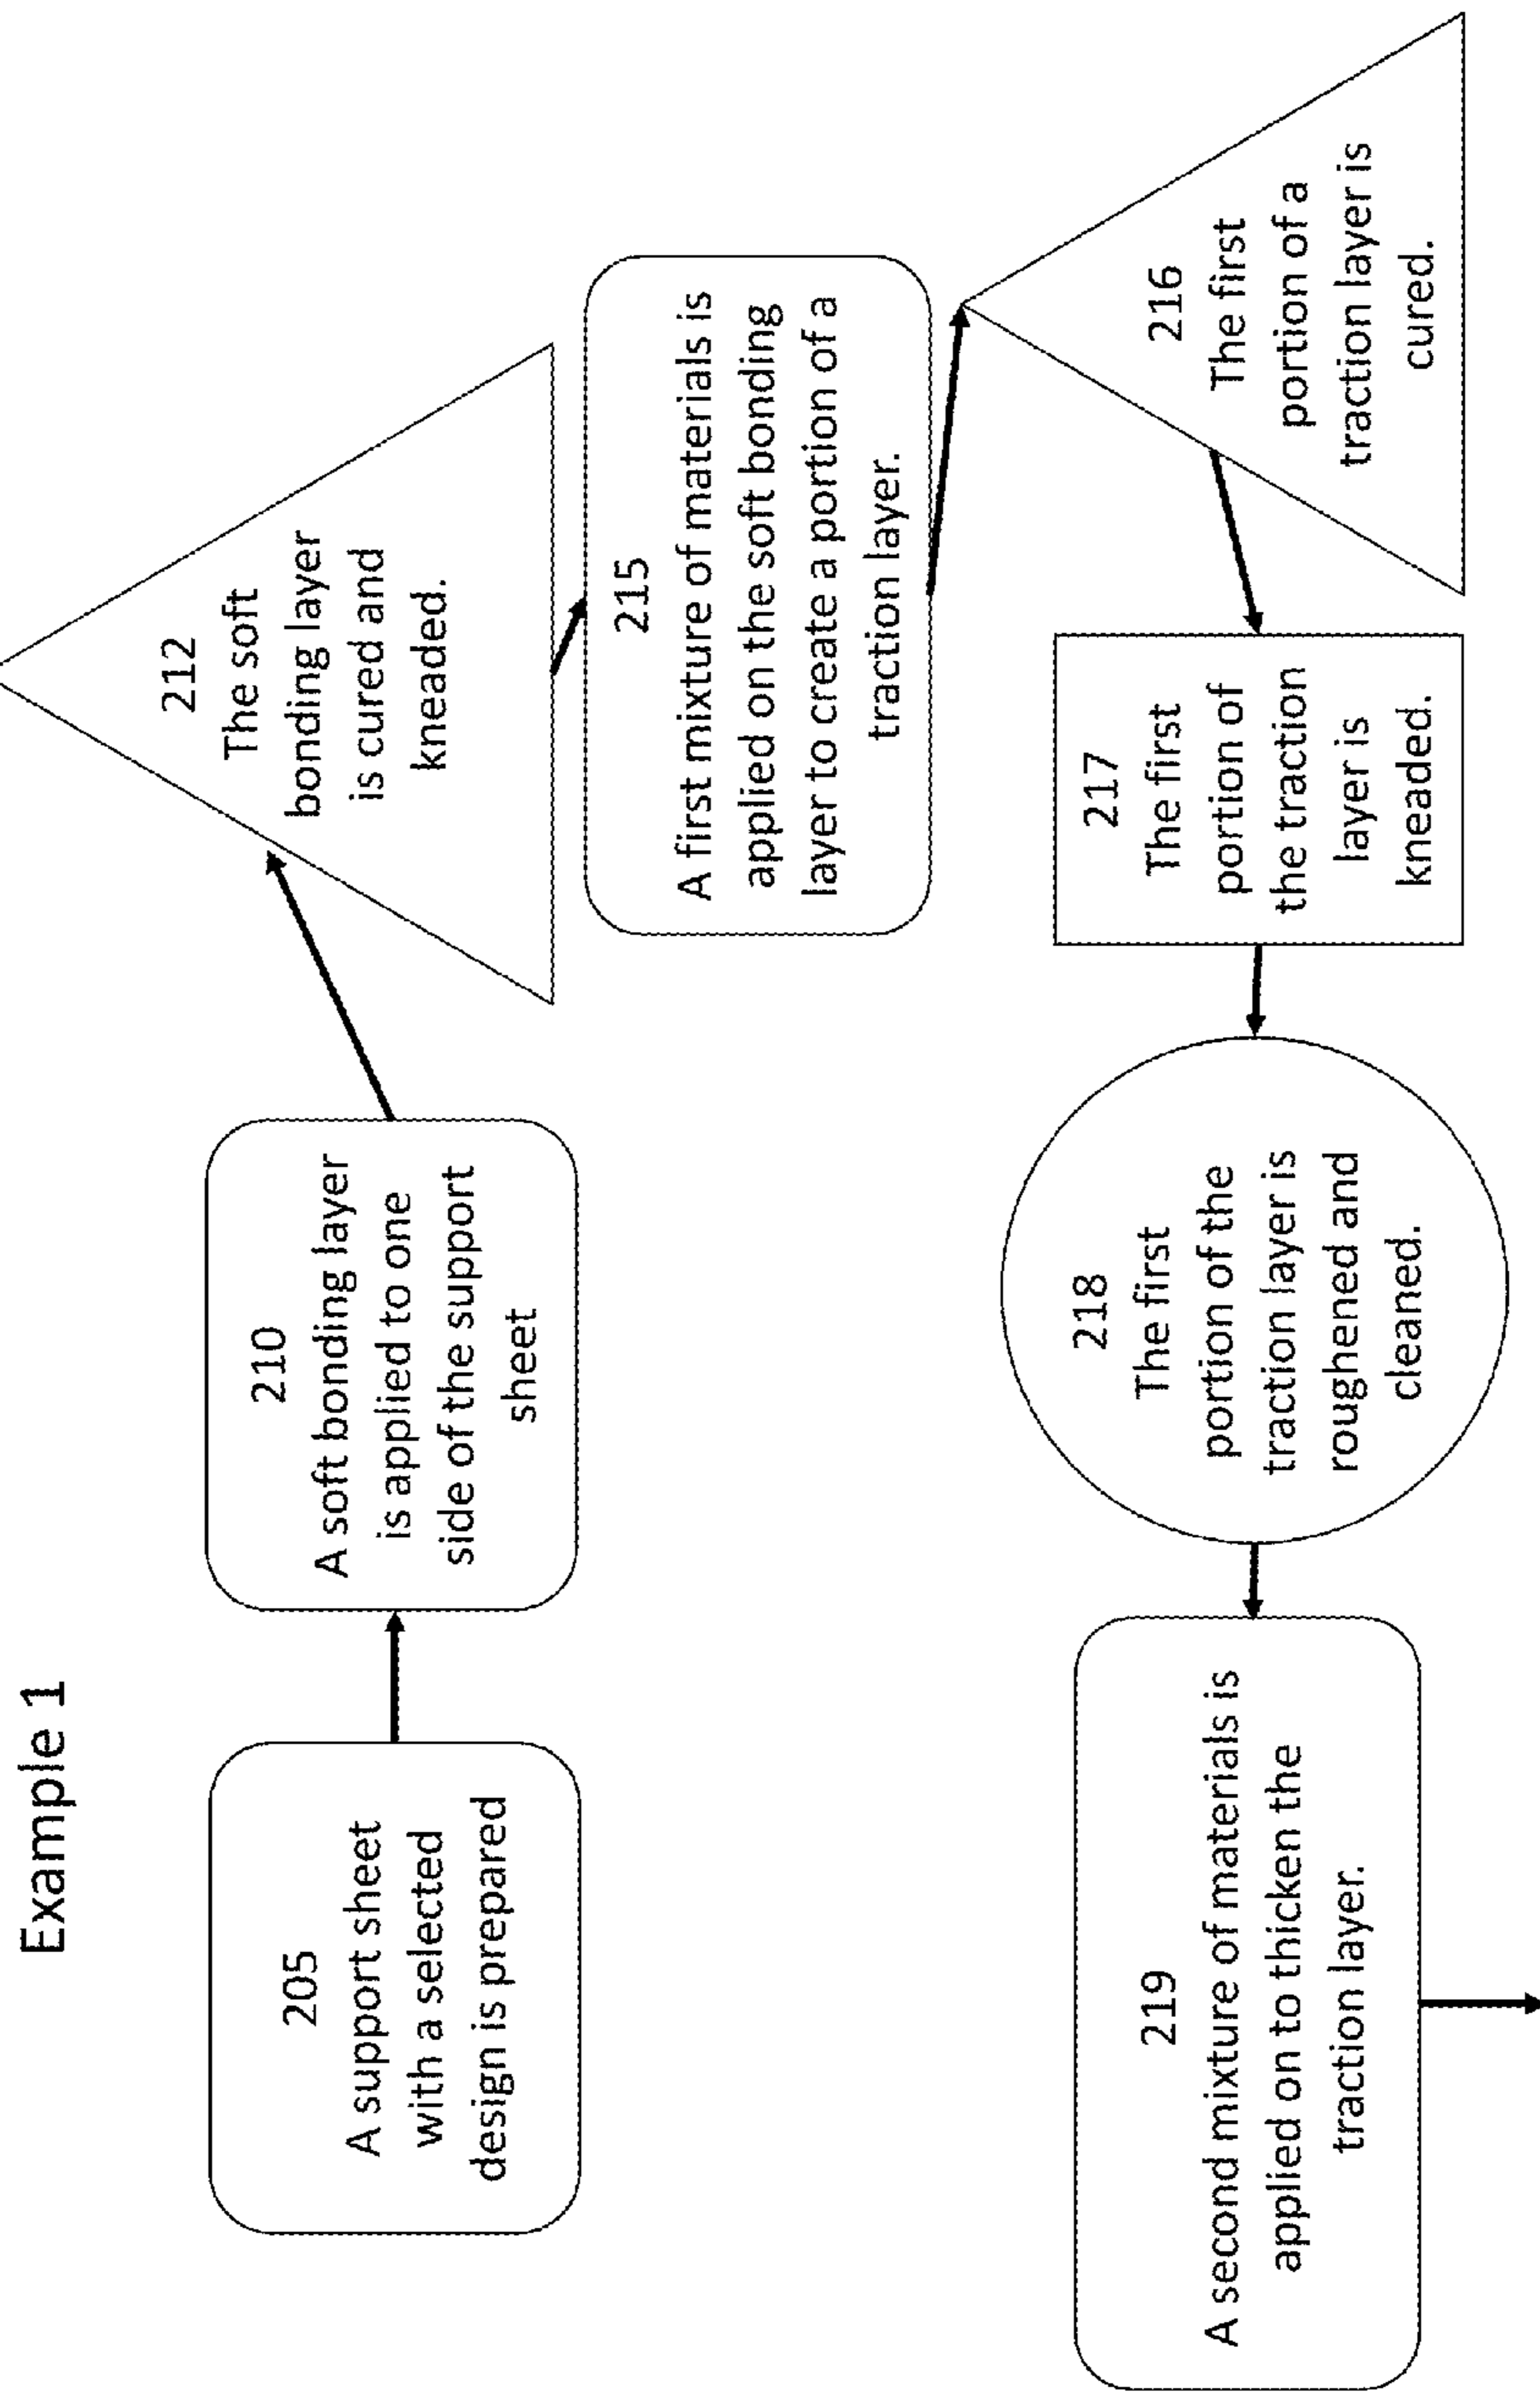 Example 1
205
A support sheet
with a selected
design is prepared
210
A soft bonding layer
is applied to one
side of the support
sheet
212
The soft
bonding layer
is cured and
kneaded.
215
A first mixture of materials is
applied on the soft bonding
layer to create a portion of a
traction layer.
216
The first
portion of a
traction layer is
cured.
217
The first
portion of
the traction
layer is
kneaded.
218
The first
portion of the
traction layer is
roughened and
cleaned.
219
A second mixture of materials is
applied on to thicken the
traction layer.